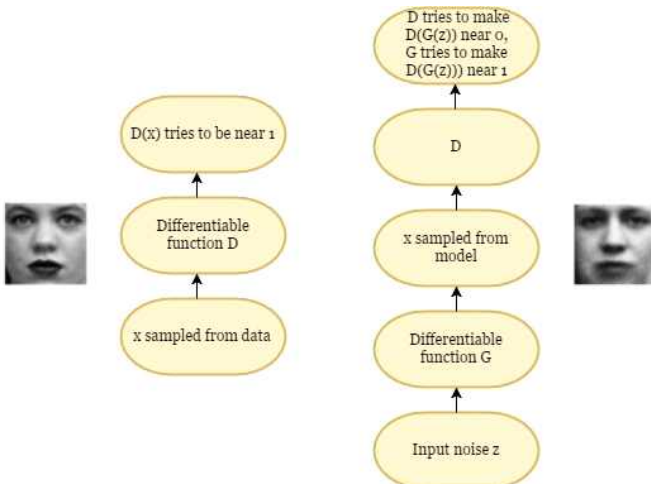 D(x) tries to be near 1
Differentiable
function D
x sampled from data
D tries to make
D(G(z)) near 0,
G tries to make
D(G(z))) near 1
D
x sampled from
model
Differentiable
function G
Input noise z